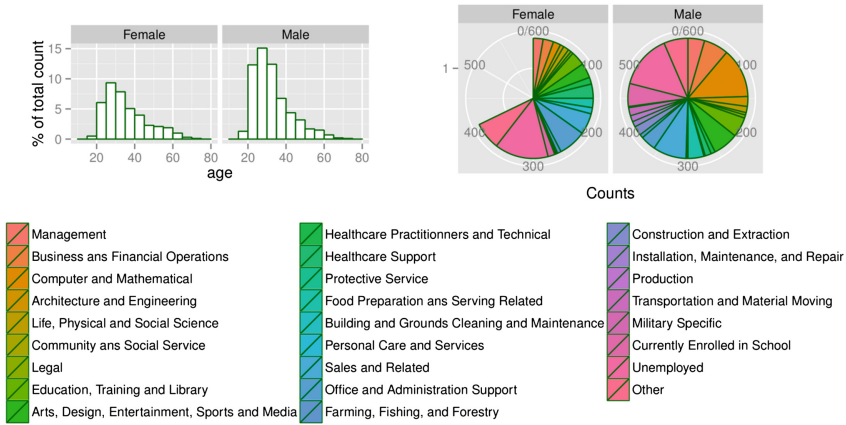 Female Male
15
10
5
0
% of total count
20 40 60 80 20 40 60 80
age
Female Male
0/600 0/600
500 100 500 100
1
400 200 400 200
300 300
Counts
Management
Business ans Financial Operations
Computer and Mathematical
Architecture and Engineering
Life, Physical and Social Science
Community ans Social Service
Legal
Education, Training and Library
Arts, Design, Entertainment, Sports and Media
Healthcare Practitionners and Technical
Healthcare Support
Protective Service
Food Preparation ans Serving Related
Building and Grounds Cleaning and Maintenance
Personal Care and Services
Sales and Related
Office and Administration Support
Farming, Fishing, and Forestry
Construction and Extraction
Installation, Maintenance, and Repair
Production
Transportation and Material Moving
Military Specific
Currently Enrolled in School
Unemployed
Other